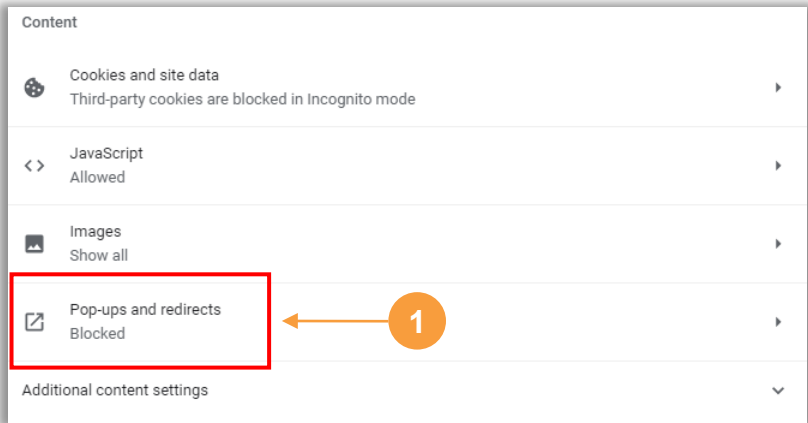 Content
Cookies and site data
Third-party cookies are blocked in Incognito mode
JavaScript
Allowed
Images
Show all
Pop-ups and redirects
Blocked
1
Additional content settings